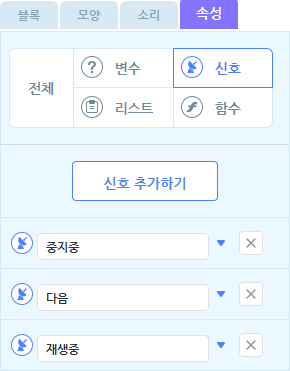 블록 모양 소리 속성
전체
? 변수 신호
리스트 f 함수
신호 추가하기
중지중
다음
재생중